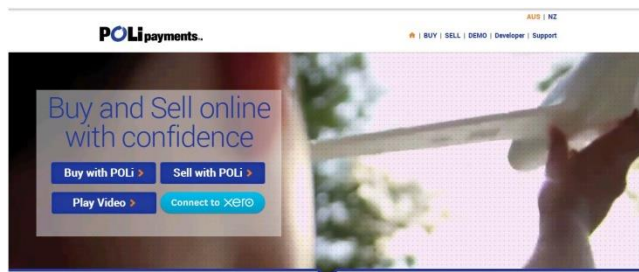 AUS | NZ
POLi payments
| BUY | SELL | DEMO | Developer | Support
Buy and Sell online
with confidence
Buy with POLi > Sell with POLi >
Play Video > Connect to xero